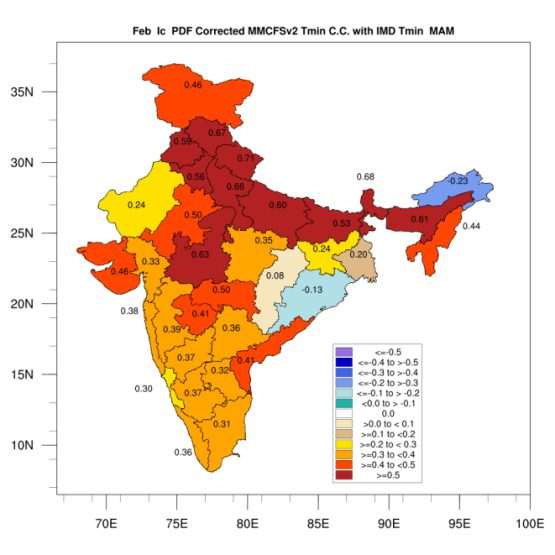 Feb Ic PDF Corrected MMCFSv2 Tmin C.C. with IMD Tmin MAM
35N
30N
25N
20N
15N
10N
70E 75E 80E 85E 90E 95E 100E
0.46
0.67
0.59
0.71
0.56
0.66
0.68
-0.23
0.24
0.60
0.50
0.53
0.61
0.44
0.35
0.24
0.20
0.33
0.63
0.46
0.08
0.50
-0.13
0.38
0.41
0.39
0.36
0.37
0.41
0.32
0.30
0.37
0.31
0.36
<=-0.5
<=-0.4 to >-0.5
<=-0.3 to >-0.4
<=-0.2 to >-0.3
<=-0.1 to > -0.2
<0.0 to > -0.1
0.0
>0.0 to < 0.1
>=0.1 to <0.2
>=0.2 to < 0.3
>=0.3 to <0.4
>=0.4 to <0.5
>=0.5